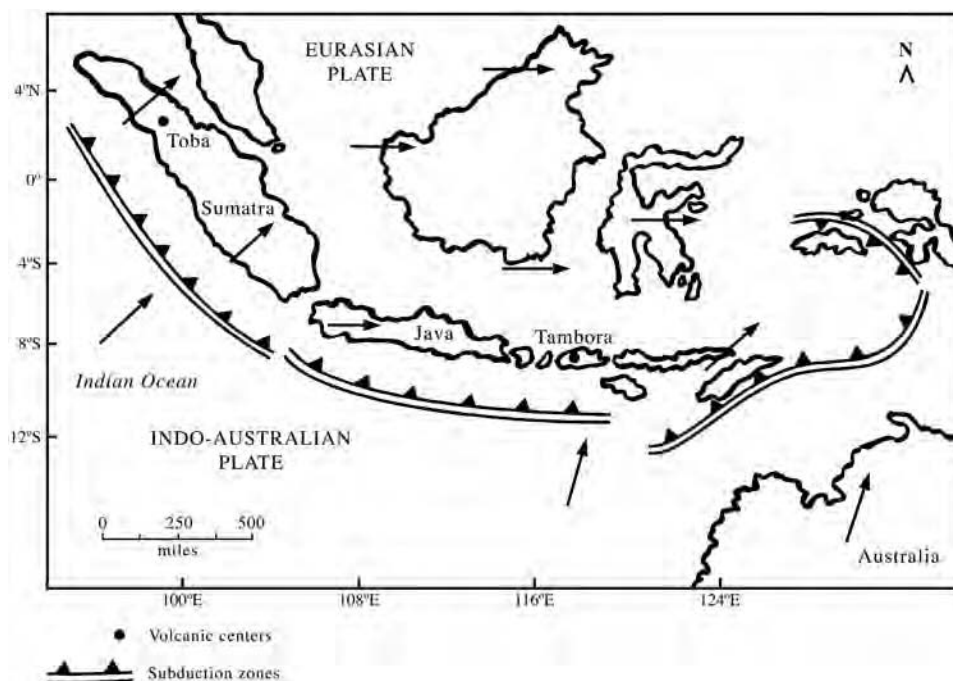 EURASIAN
PLATE
N
4°N
Toba
0°
Sumatra
4°S
Java
Tambora
8°S
Indian Ocean
12°S
INDO-AUSTRALIAN
PLATE
0 250 500
miles
Australia
100°E 108°E 116°E 124°E
Volcanic centers
Subduction zones